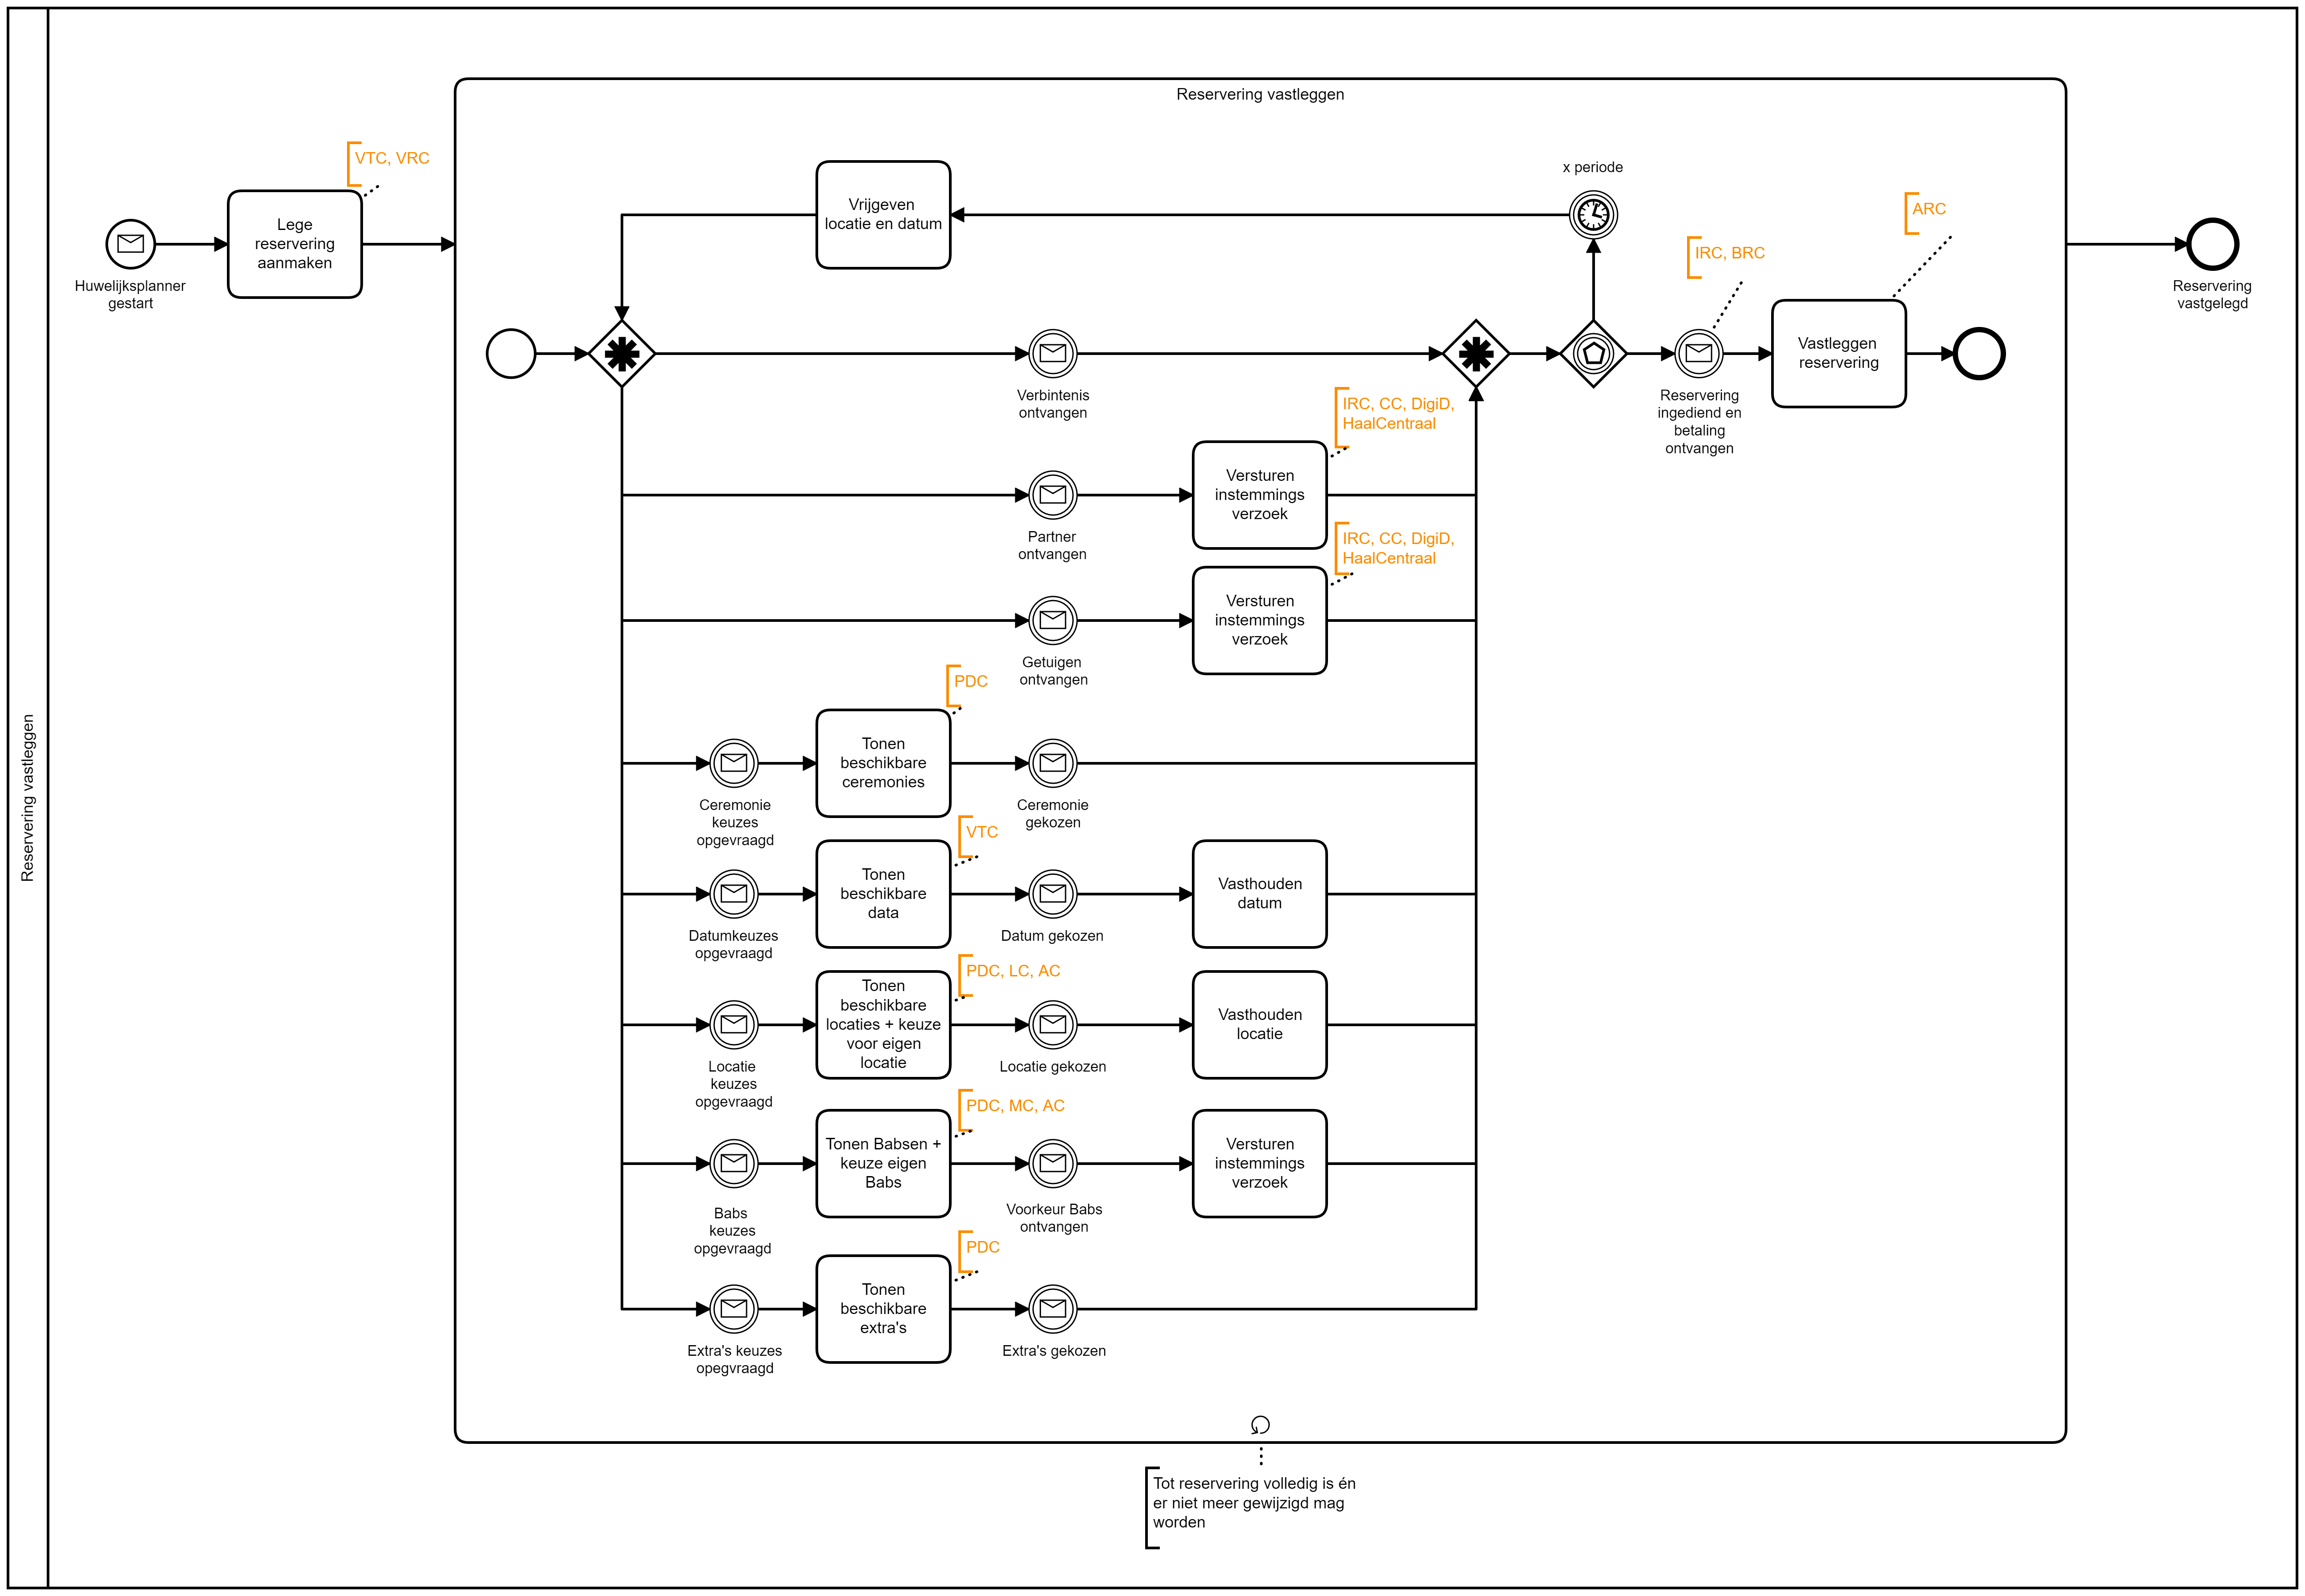 Reservering vastleggen
Reservering vastleggen
VTC, VRC
Lege
reservering
aanmaken
Huwelijksplanner
gestart
Vrijgeven
locatie en datum
x periode
ARC
IRC, BRC
Reservering
vastgelegd
Vastleggen
reservering
Reservering
ingediend en
betaling
ontvangen
Verbintenis
ontvangen
IRC, CC, DigiD,
HaalCentraal
Versturen
instemmings
verzoek
Partner
ontvangen
IRC, CC, DigiD,
HaalCentraal
Versturen
instemmings
verzoek
Getuigen
ontvangen
PDC
Tonen
beschikbare
ceremonies
Ceremonie
keuzes
opgevraagd
Ceremonie
gekozen
VTC
Tonen
beschikbare
data
Vasthouden
datum
Datumkeuzes
opgevraagd
Datum gekozen
PDC, LC, AC
Tonen
beschikbare
locaties + keuze
voor eigen
locatie
Vasthouden
locatie
Locatie
keuzes
opgevraagd
Locatie gekozen
PDC, MC, AC
Tonen Babsen +
keuze eigen
Babs
Versturen
instemmings
verzoek
Babs
keuzes
opgevraagd
Voorkeur Babs
ontvangen
PDC
Tonen
beschikbare
extra's
Extra's keuzes
opegvraagd
Extra's gekozen
Tot reservering volledig is én
er niet meer gewijzigd mag
worden